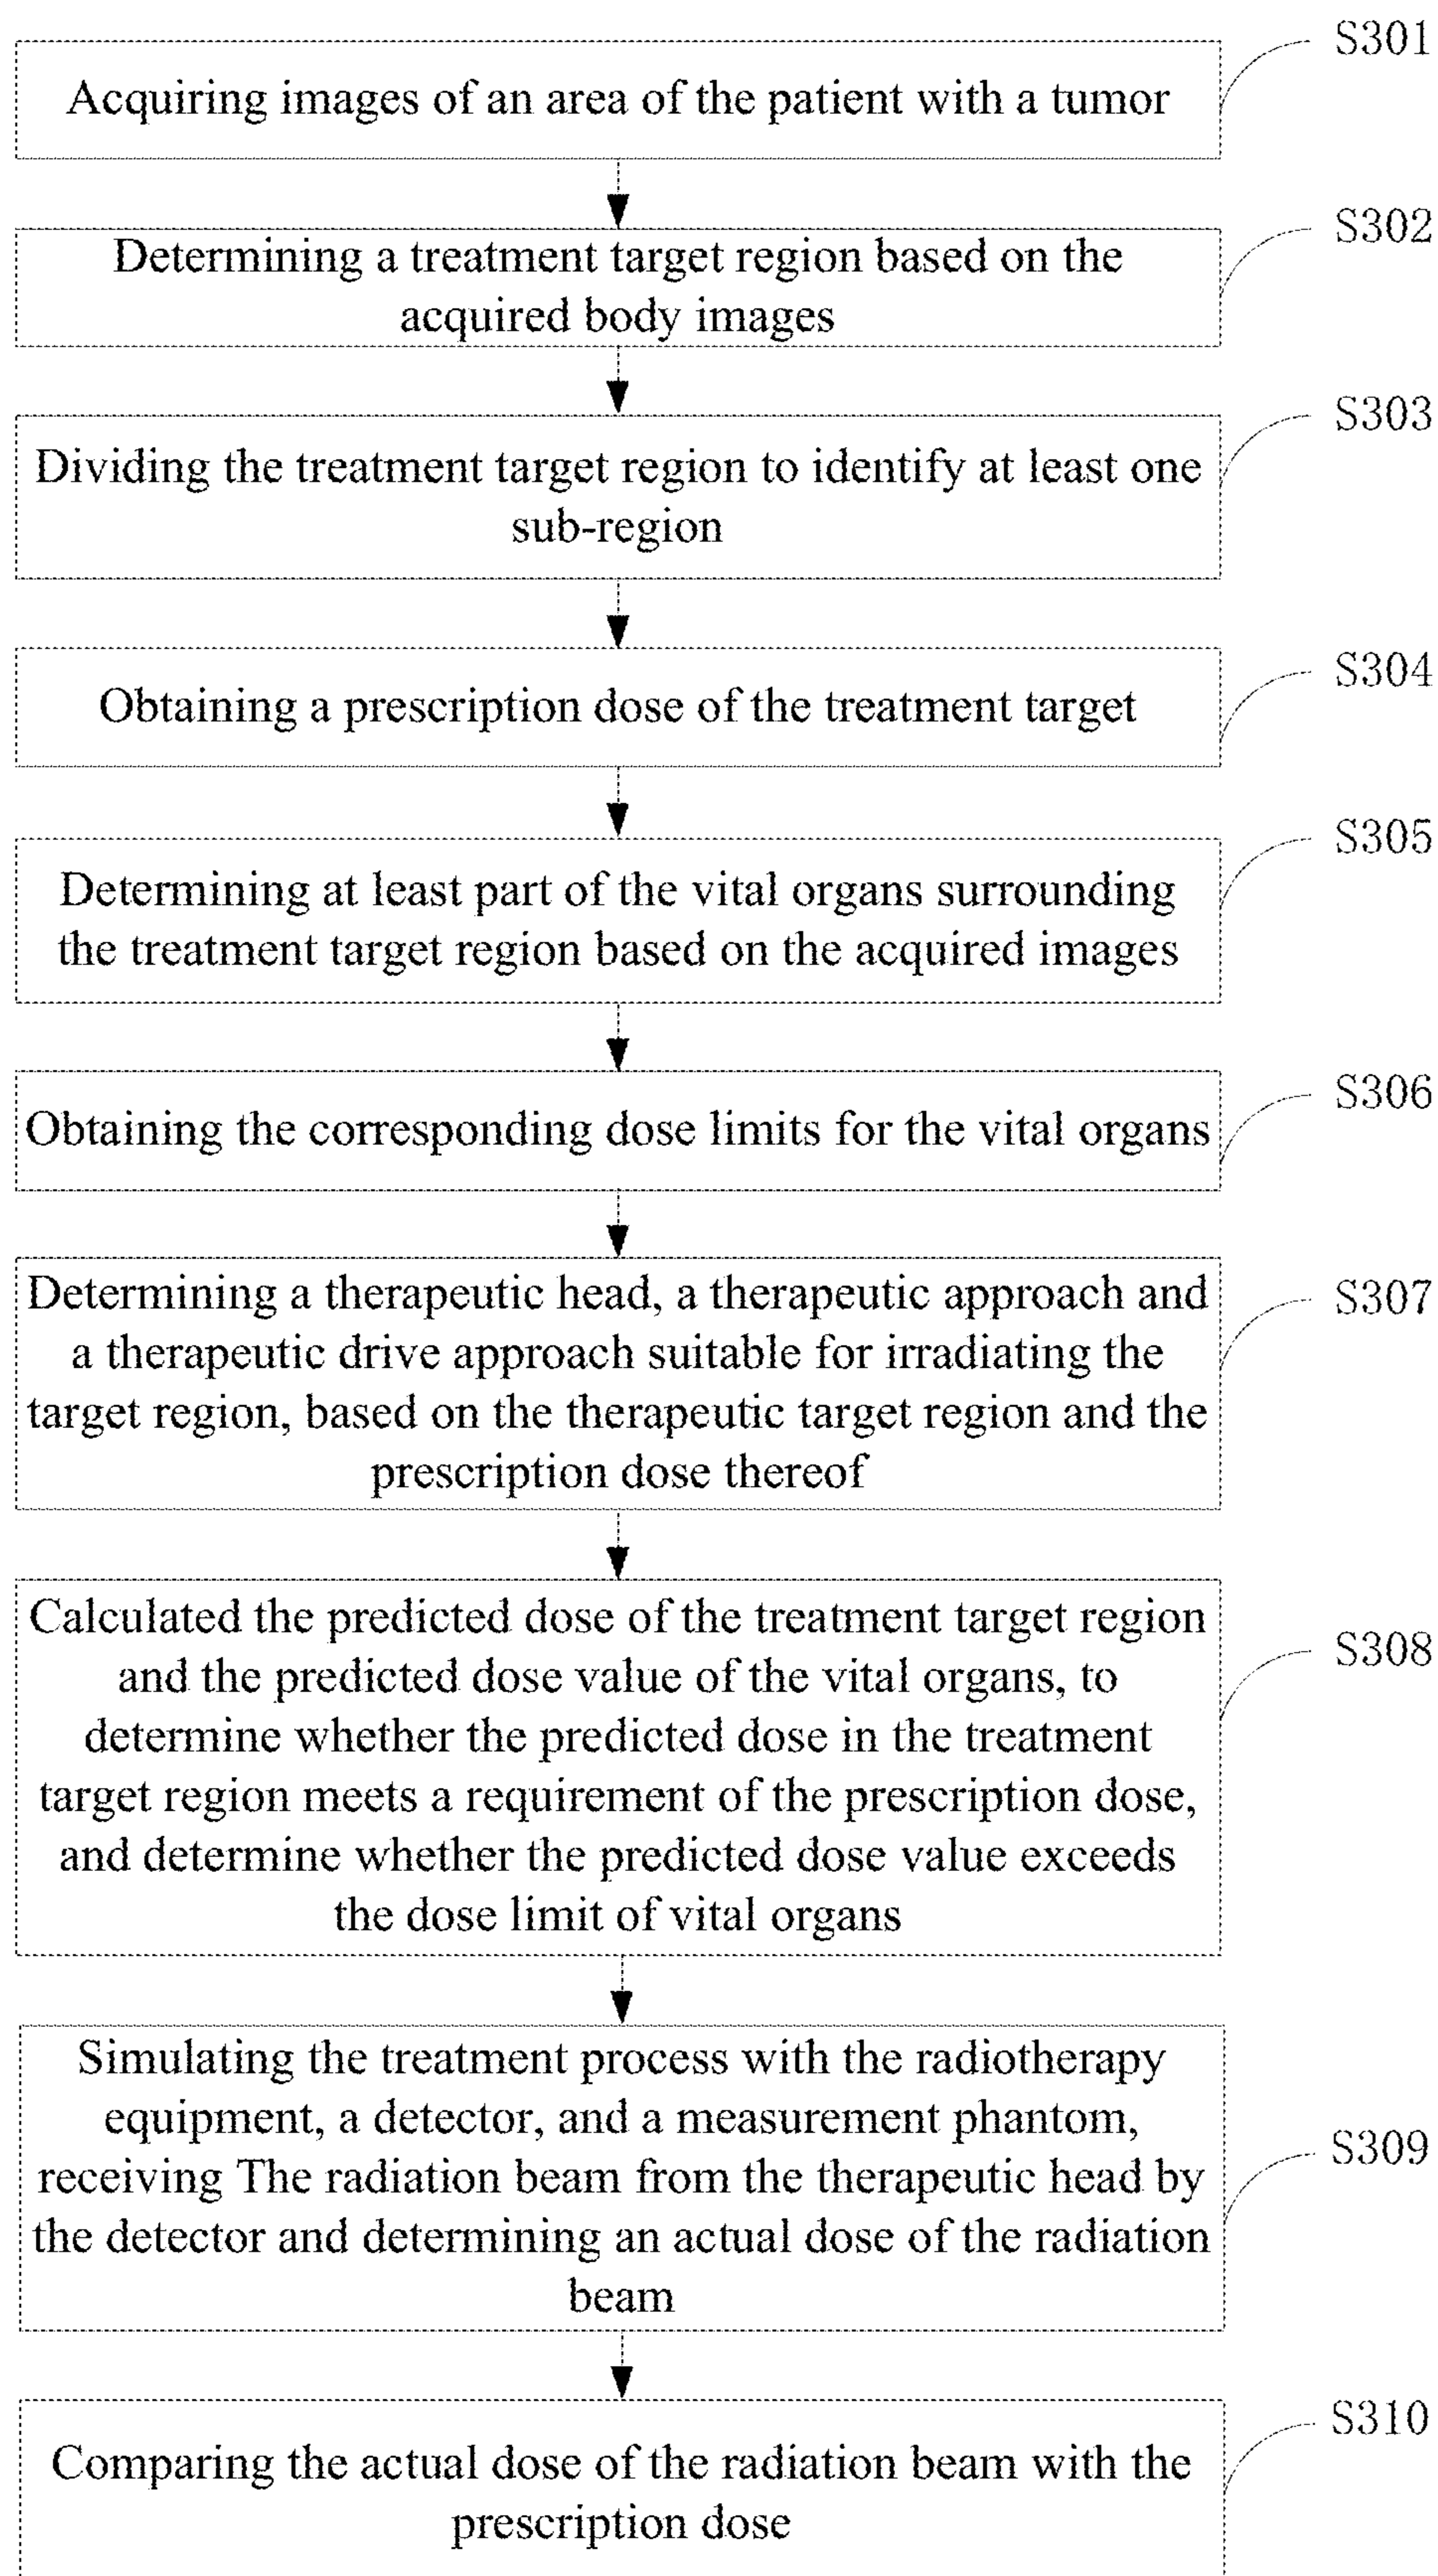 S301
Acquiring images of an area of the patient with a tumor
S302
Determining a treatment target region based on the
acquired body images
S303
Dividing the treatment target region to identify at least one
sub-region
S304
Obtaining a prescription dose of the treatment target
S305
Determining at least part of the vital organs surrounding
the treatment target region based on the acquired images
S306
Obtaining the corresponding dose limits for the vital organs
S307
Determining a therapeutic head, a therapeutic approach and
a therapeutic drive approach suitable for irradiating the
target region, based on the therapeutic target region and the
prescription dose thereof
S308
Calculated the predicted dose of the treatment target region
and the predicted dose value of the vital organs, to
determine whether the predicted dose in the treatment
target region meets a requirement of the prescription dose,
and determine whether the predicted dose value exceeds
the dose limit of vital organs
S309
Simulating the treatment process with the radiotherapy
equipment, a detector, and a measurement phantom,
receiving The radiation beam from the therapeutic head by
the detector and determining an actual dose of the radiation
beam
S310
Comparing the actual dose of the radiation beam with the
prescription dose